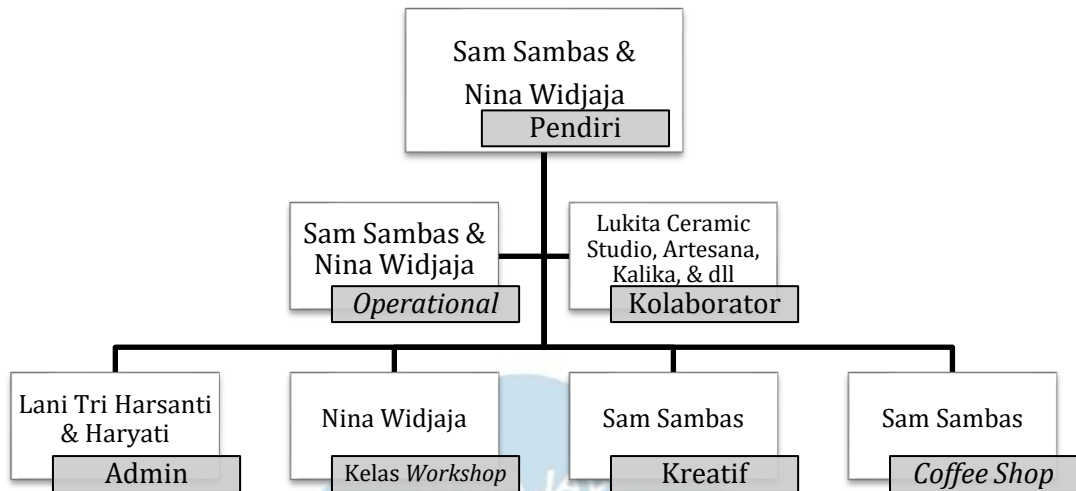 Sam Sambas &
Nina Widjaja
Pendiri
Sam Sambas &
Nina Widjaja
Operational
Lukita Ceramic
Studio, Artesana,
Kalika, & dll
Kolaborator
Lani Tri Harsanti
& Haryati
Admin
Nina Widjaja
Kelas Workshop
Sam Sambas
Kreatif
Sam Sambas
Coffee Shop